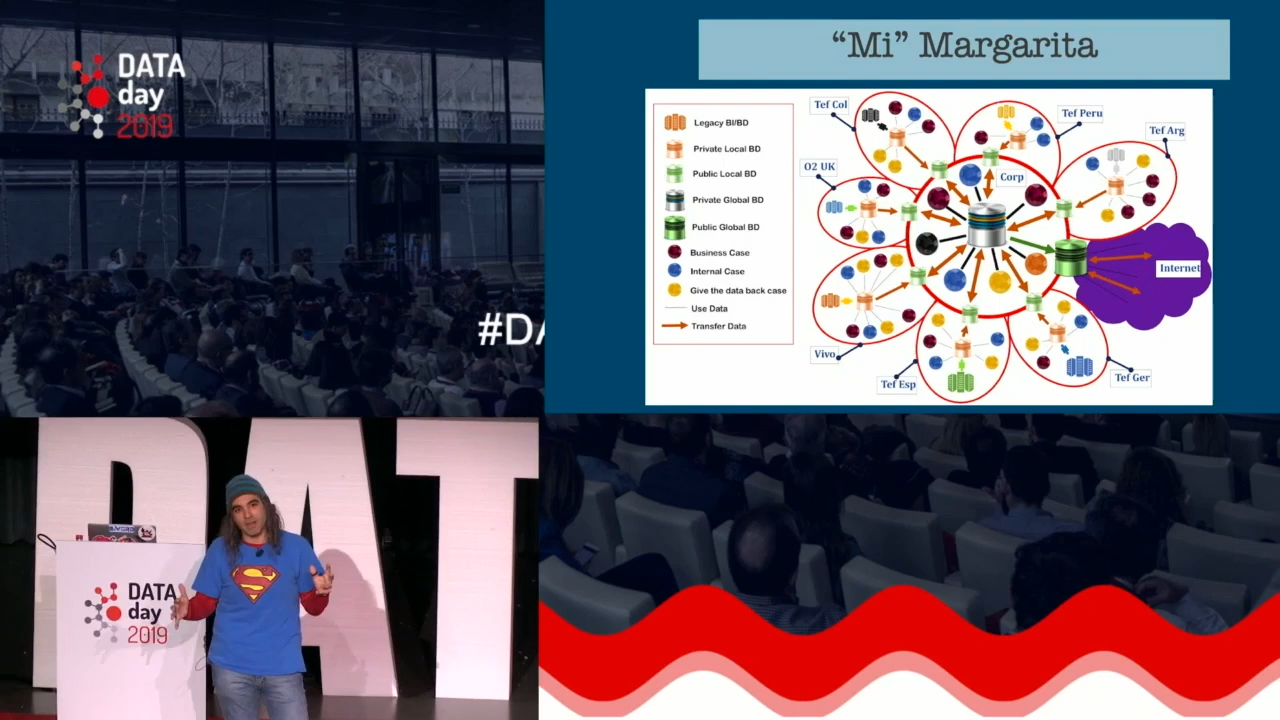 DATA
day
2019
#DA
“Mi” Margarita
Legacy BI/BD
Private Local BD
Public Local BD
Private Global BD
Public Global BD
Business Case
Internal Case
Give the data back case
Use Data
Transfer Data
Tef Col
Tef Peru
Tef Arg
O2 UK
Corp
Internet
Vivo
Tef Esp
Tef Ger
DAT
DATA
day
2019